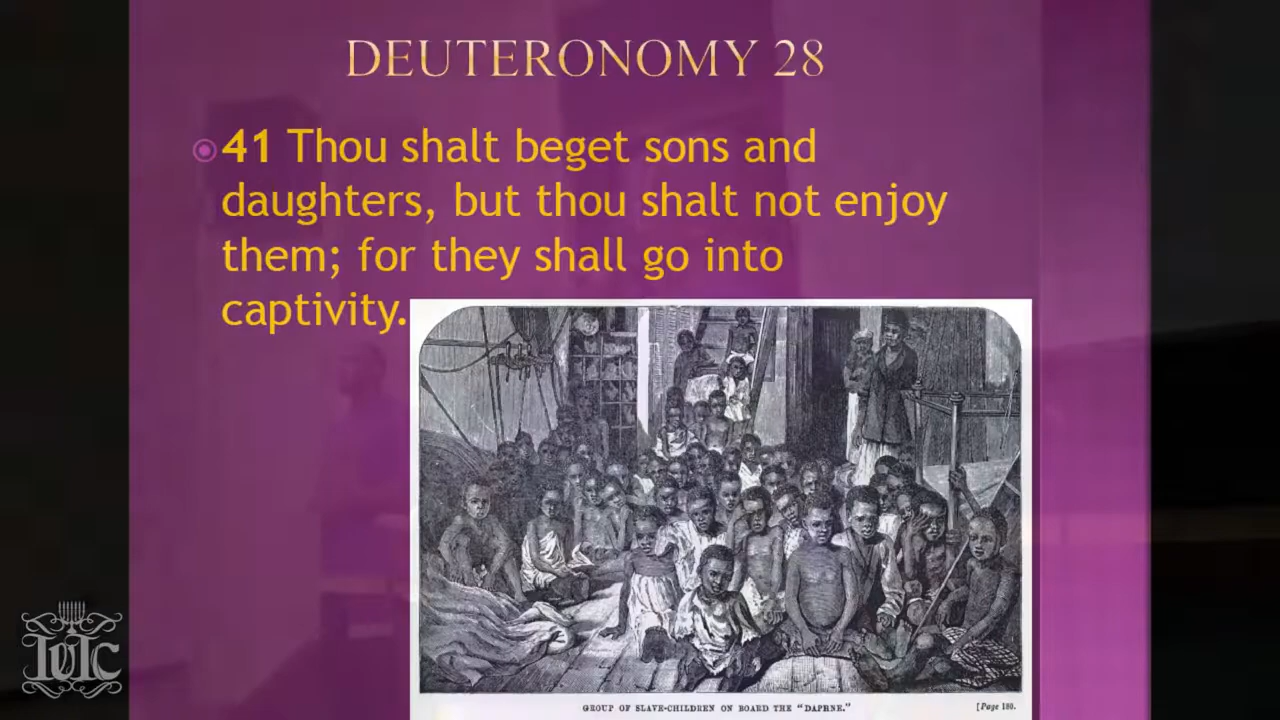 DEUTERONOMY 28
41 Thou shalt beget sons and
daughters, but thou shalt not enjoy
them; for they shall go into
captivity.
GROUP OF SLAVE-CHILDREN ON BOARD THE "DAPHNE."
[Page 180.
IUIC